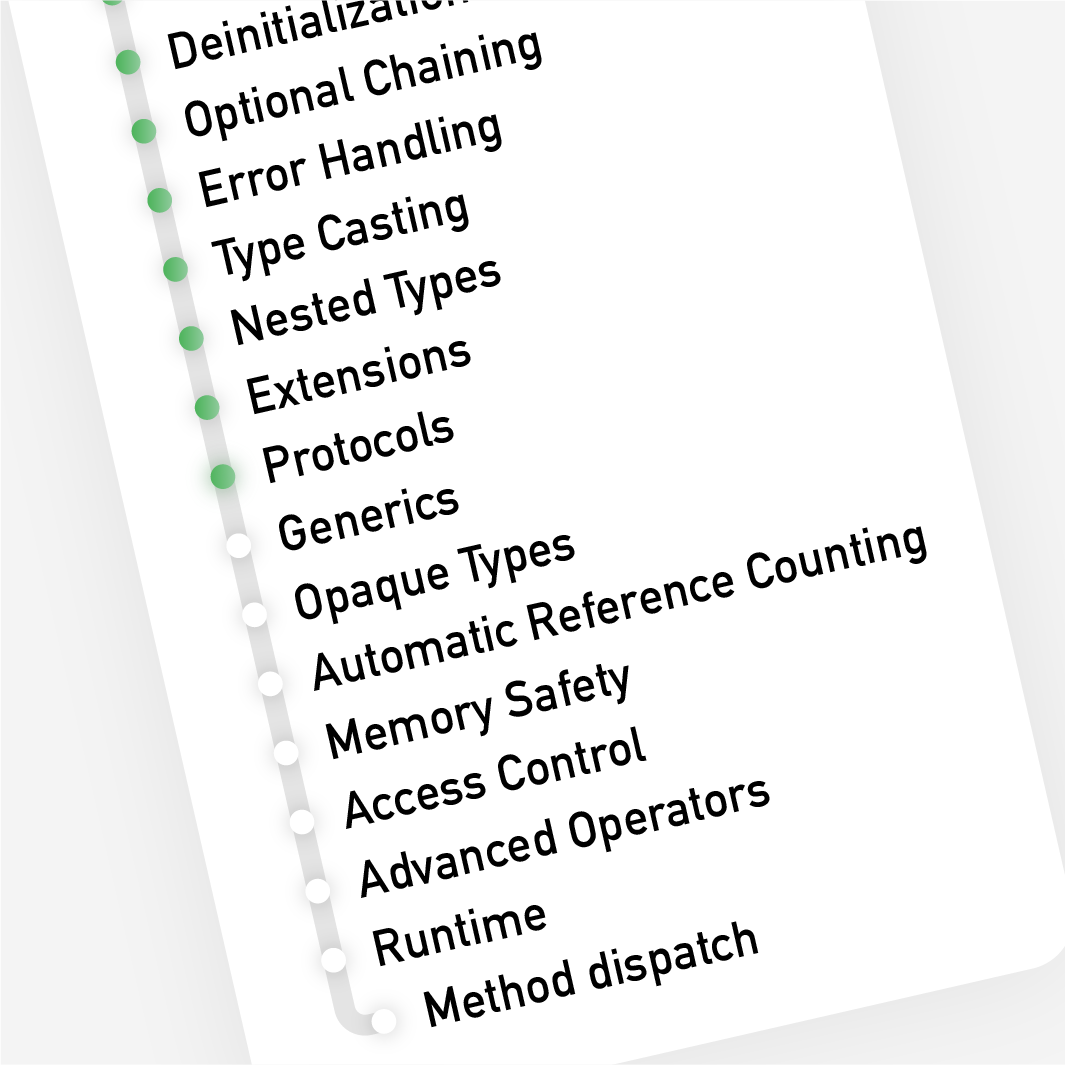 Deinitialization
Optional Chaining
Error Handling
Type Casting
Nested Types
Extensions
Protocols
Generics
Opaque Types
Automatic Reference Counting
Memory Safety
Access Control
Advanced Operators
Runtime
Method dispatch